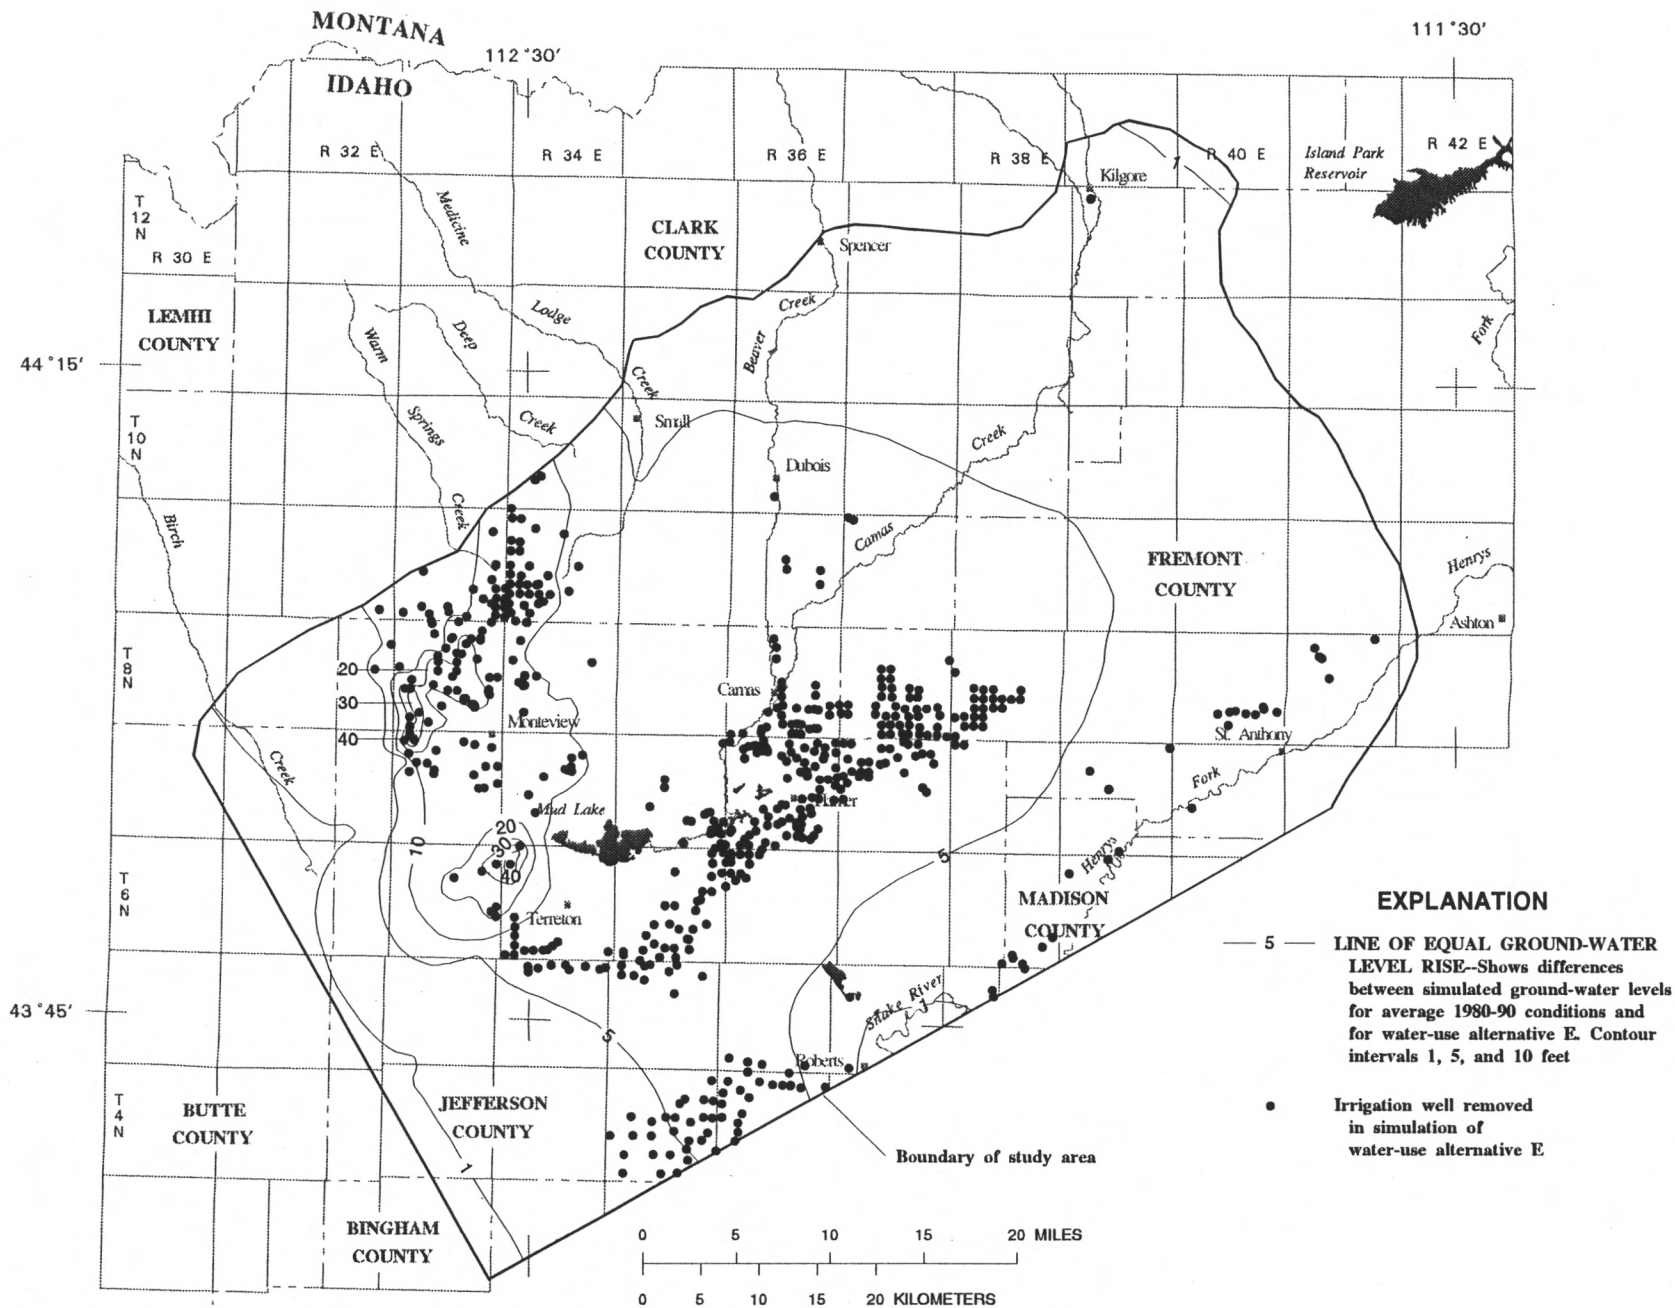 MONTANA
IDAHO
112°30′
111°30′
R 32 E
R 34 E
R 36 E
R 38 E
R 40 E
R 42 E
Island Park
Reservoir
1
Kilgore
T
12
N
R 30 E
Medicine
CLARK
COUNTY
Spencer
LEMHI
COUNTY
Lodge
Creek
Warm
Deep
Beaver
Fork
44°15′
Creek
Small
Springs
Creek
T
10
N
Creek
Dubois
Creek
Birch
Camas
FREMONT
COUNTY
Henrys
Ashton
T
8
N
20
30
40
Camas
Monteview
St. Anthony
Creek
Fork
Mud Lake
Hamer
10
20
30
40
5
Henrys
T
6
N
Terreton
MADISON
COUNTY
Snake River
43°45′
5
1
Roberts
T
4
N
BUTTE
COUNTY
JEFFERSON
COUNTY
1
Boundary of study area
BINGHAM
COUNTY
0 5 10 15 20 MILES
0 5 10 15 20 KILOMETERS
EXPLANATION
5
LINE OF EQUAL GROUND-WATER
LEVEL RISE--Shows differences
between simulated ground-water levels
for average 1980-90 conditions and
for water-use alternative E. Contour
intervals 1, 5, and 10 feet
Irrigation well removed
in simulation of
water-use alternative E